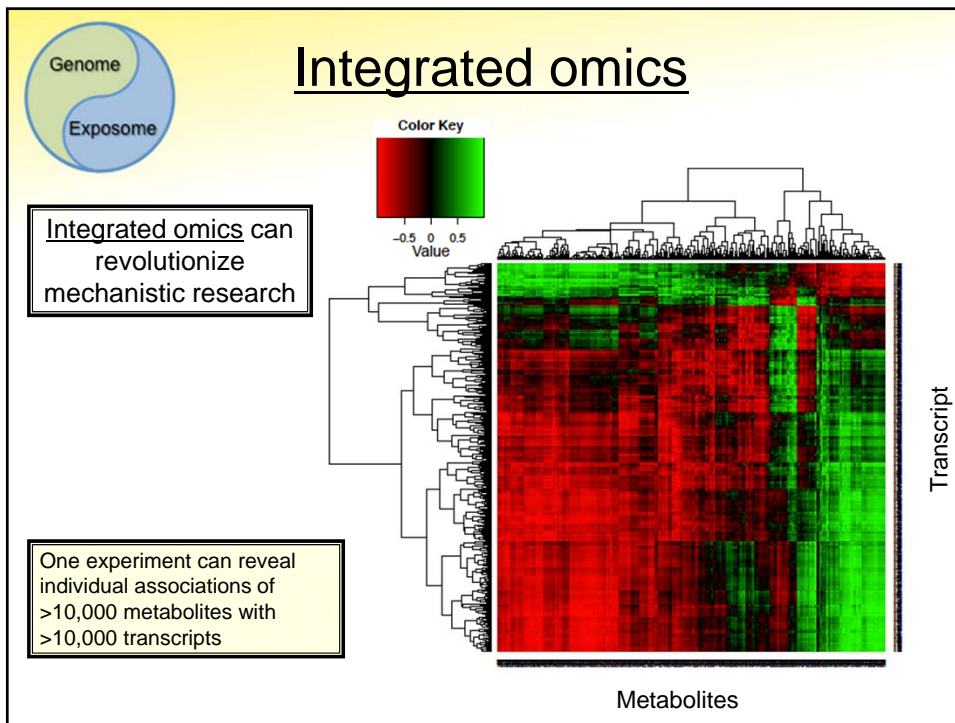 Genome
Exposome
Integrated omics
Color Key
−0.5 0 0.5
Value
Integrated omics can
revolutionize
mechanistic research
Transcript
One experiment can reveal
individual associations of
>10,000 metabolites with
>10,000 transcripts
Metabolites